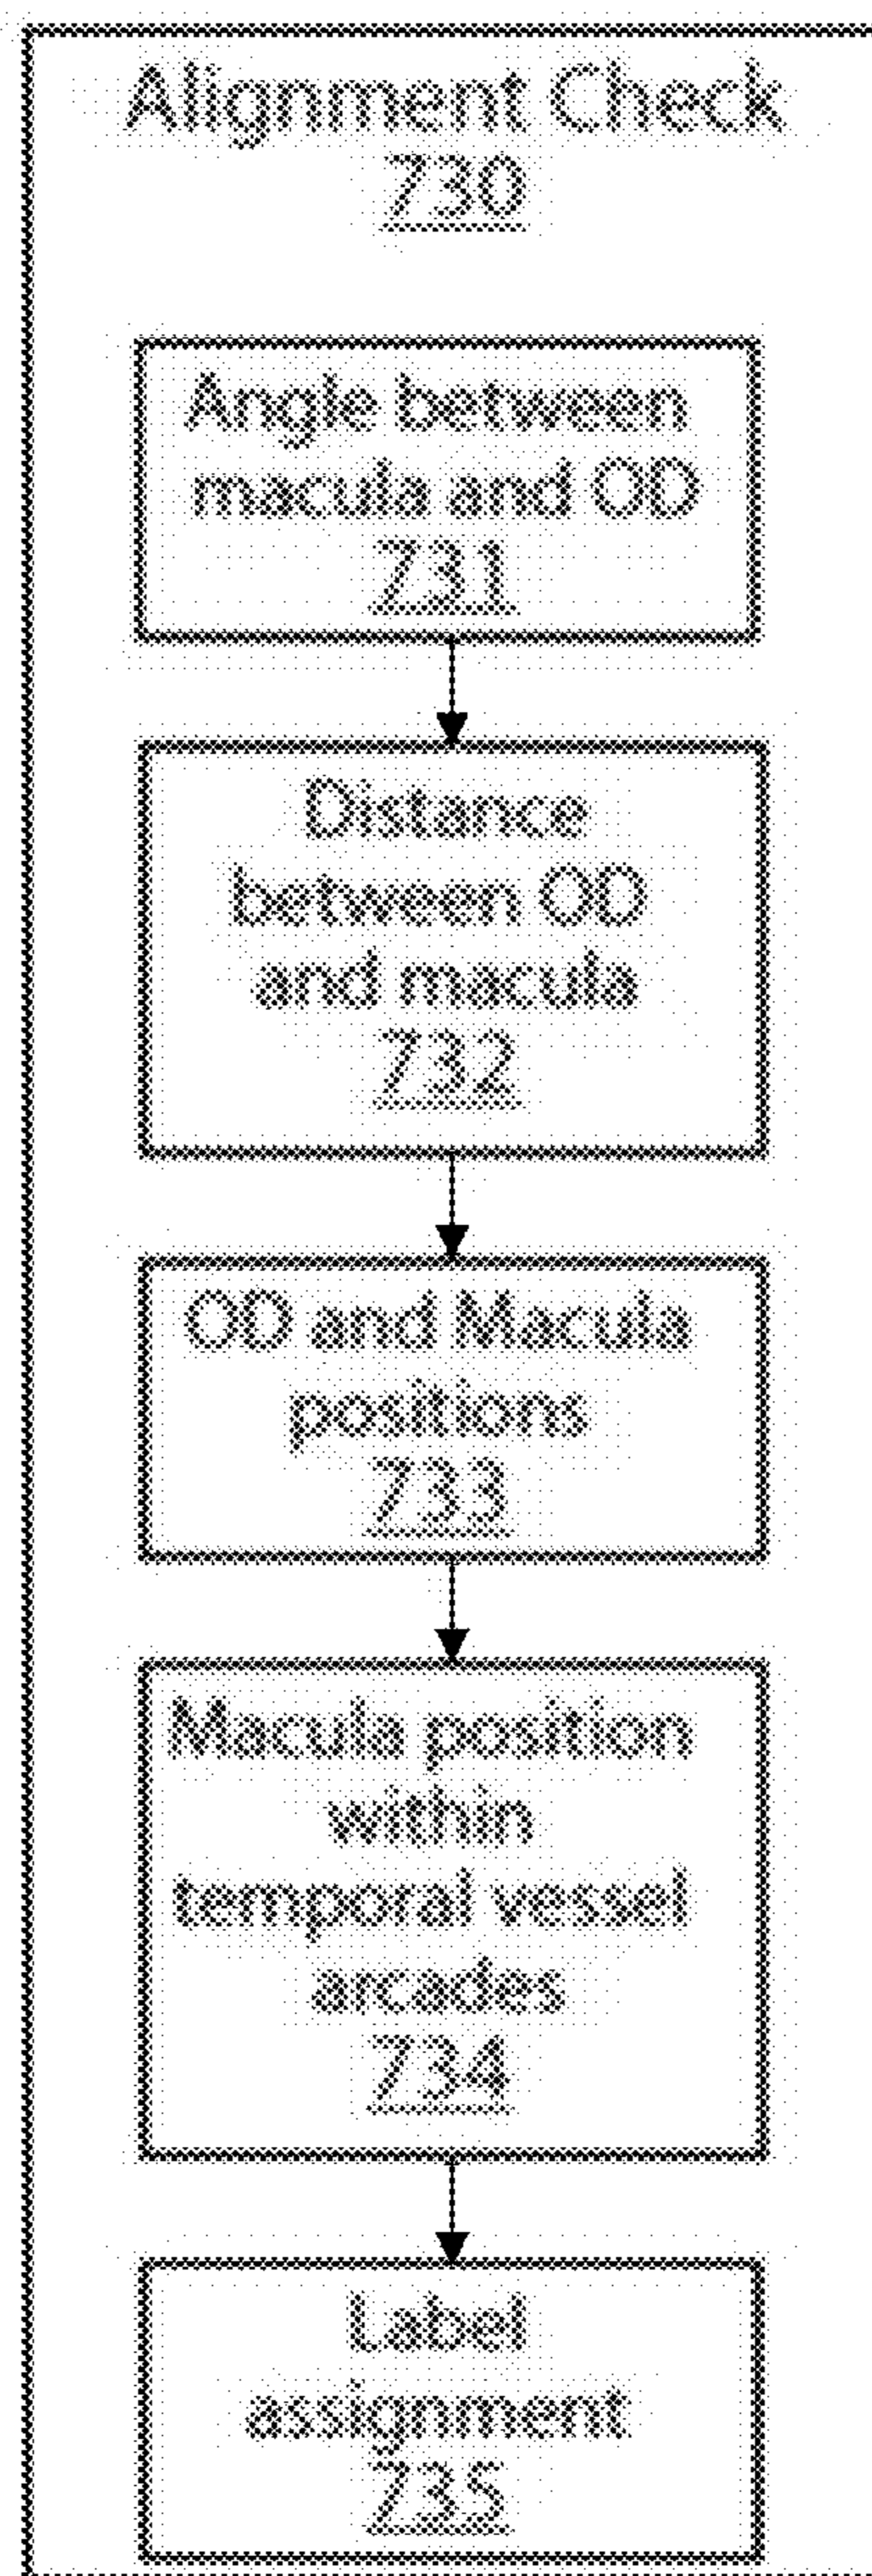 Alignment Check
730
Angle between
macula and OD
731
Distance
between OD
and macula
732
OD and Macula
positions
733
Macula position
within
temporal vessel
arcades
734
Label
assignment
735